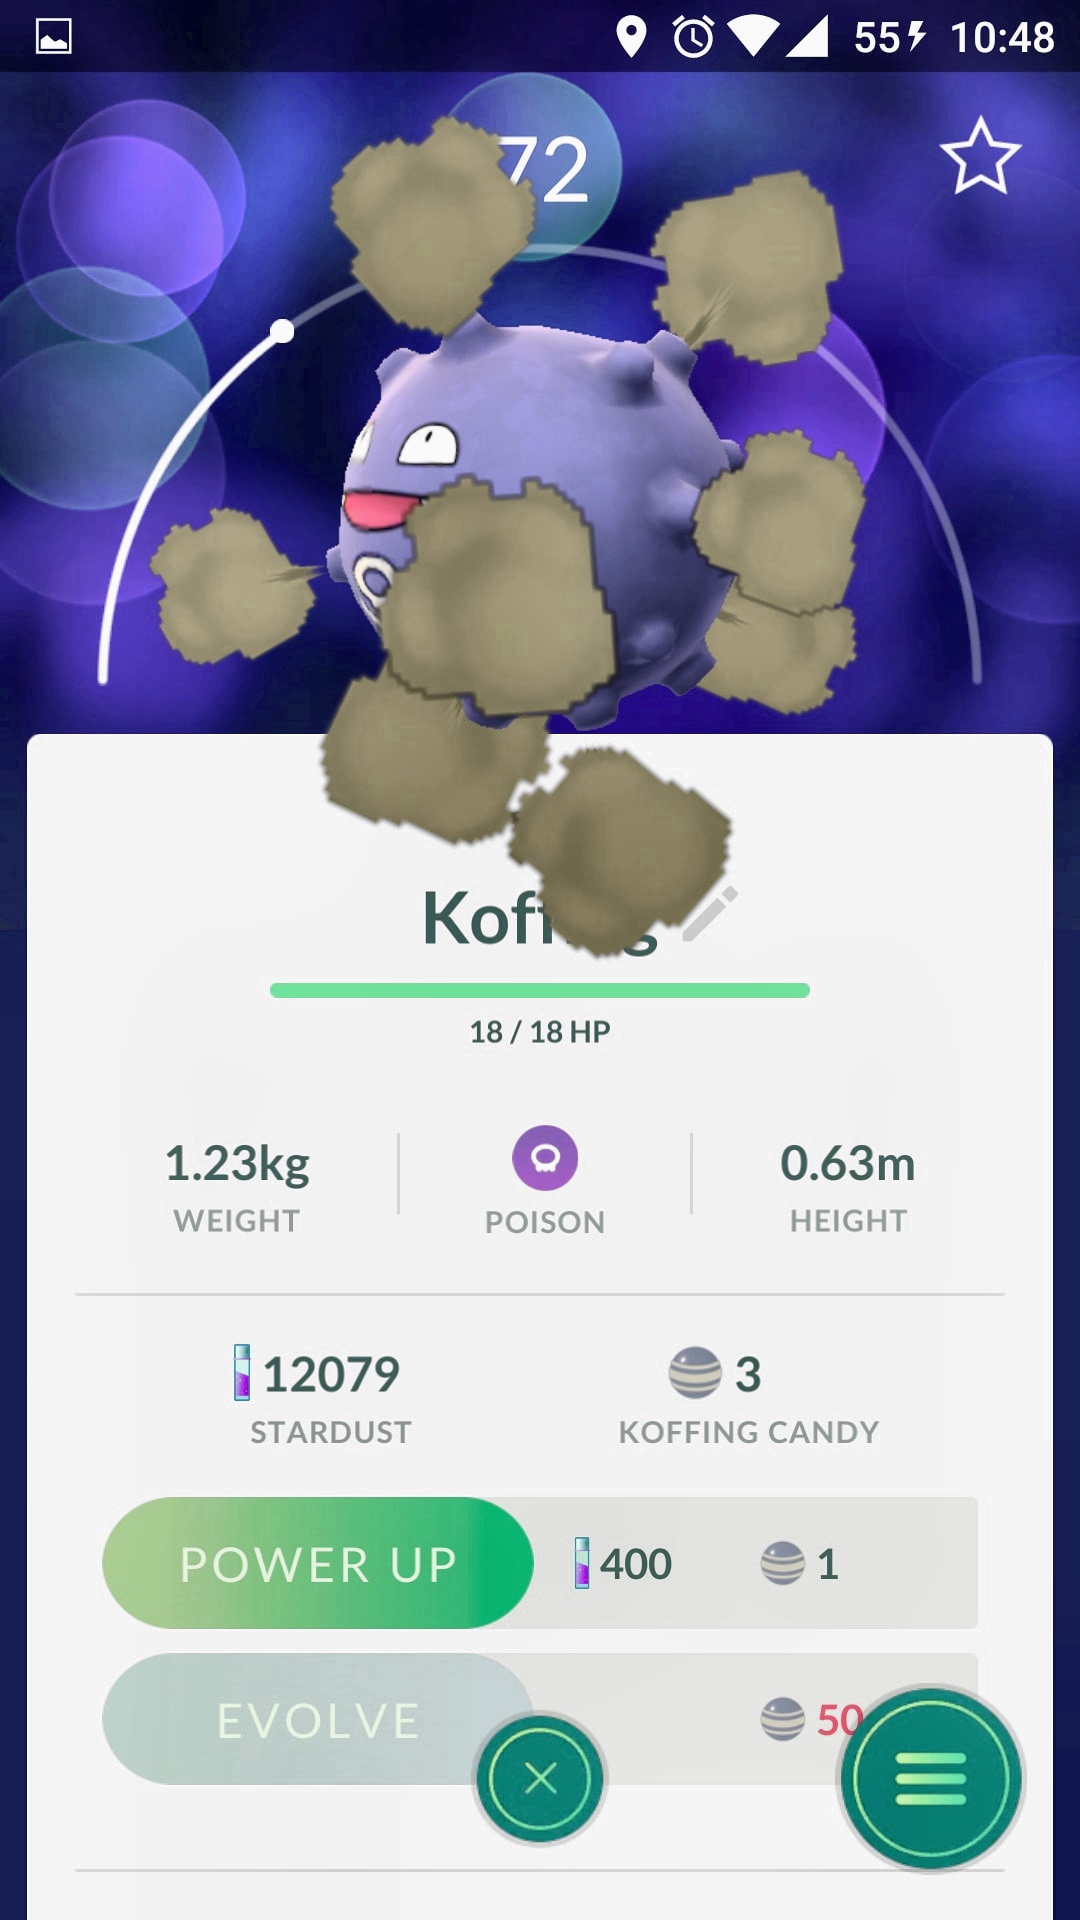 55 10:48
72
18 / 18 HP
1.23kg
WEIGHT
POISON
0.63m
HEIGHT
12079
STARDUST
3
KOFFING CANDY
POWER UP 400 1
EVOLVE 50